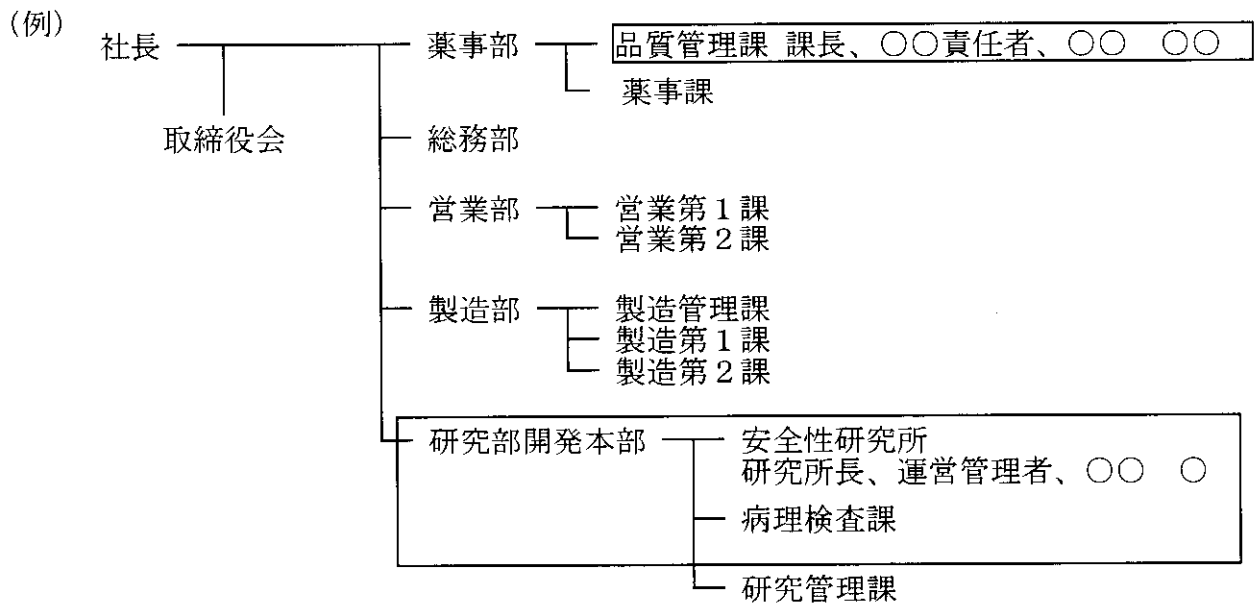 (例)
社長 薬事部 品質管理課 課長、○○責任者、○○ ○○
薬事課
取締役会 総務部
営業部 営業第1課
営業第2課
製造部 製造管理課
製造第1課
製造第2課
研究部開発本部 安全性研究所
研究所長、運営管理者、○○ ○
病理検査課
研究管理課